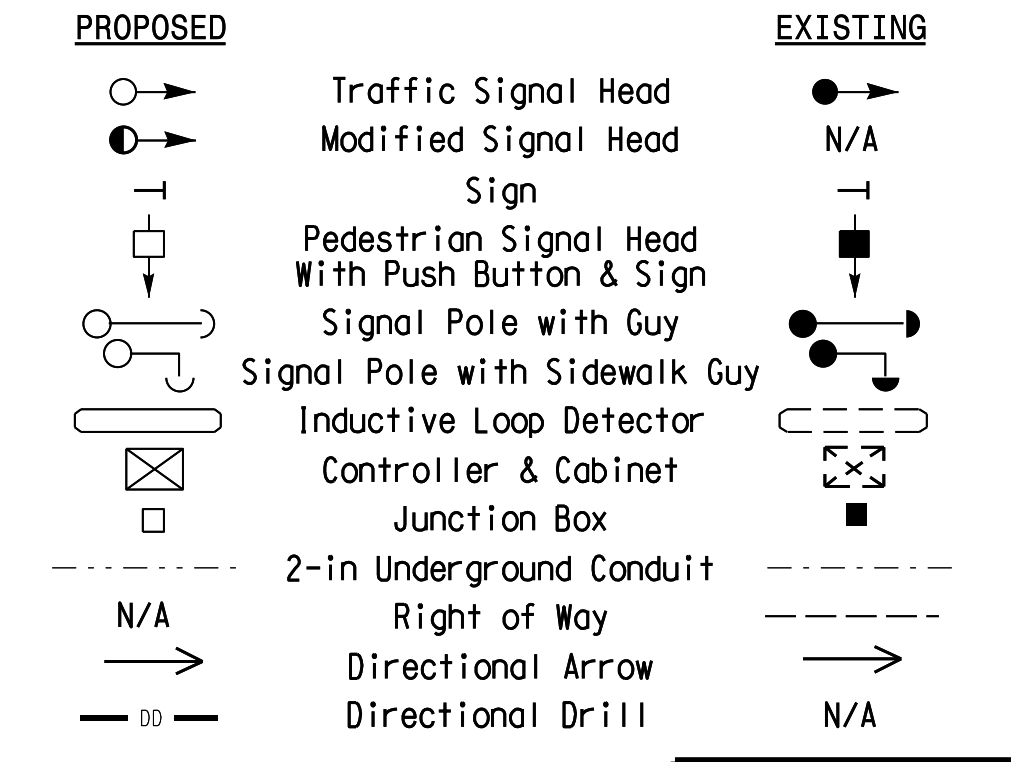 PROPOSED EXISTING
Traffic Signal Head
Modified Signal Head N/A
Sign
Pedestrian Signal Head
With Push Button & Sign
Signal Pole with Guy
Signal Pole with Sidewalk Guy
Inductive Loop Detector
Controller & Cabinet
Junction Box
2-in Underground Conduit
N/A Right of Way
Directional Arrow
DD Directional Drill N/A